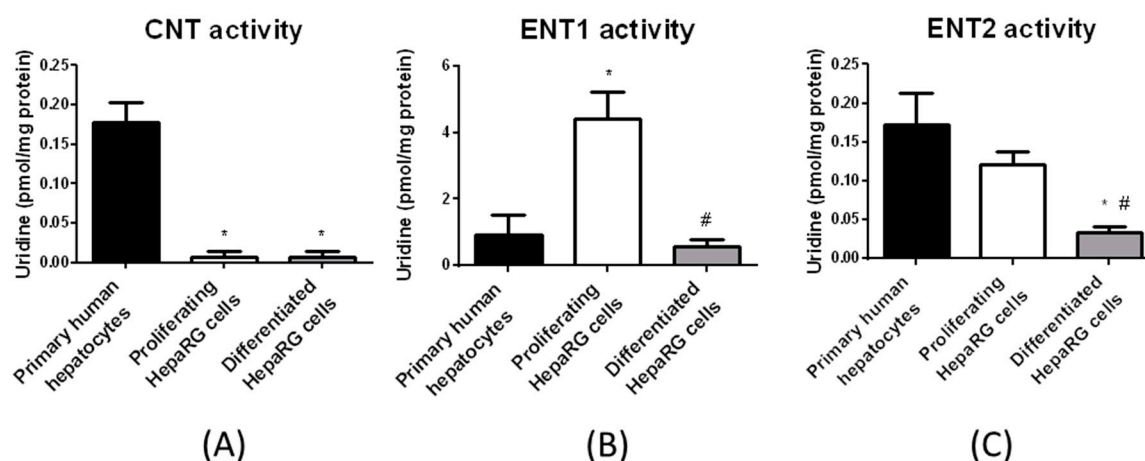 CNT activity
Uridine (pmol/mg protein)
0.25
0.20
0.15
0.10
0.05
0.00
*
*
Primary human
hepatocytes
Proliferating
HepaRG cells
Differentiated
HepaRG cells
(A)
ENT1 activity
Uridine (pmol/mg protein)
6
4
2
0
*
#
Primary human
hepatocytes
Proliferating
HepaRG cells
Differentiated
HepaRG cells
(B)
ENT2 activity
Uridine (pmol/mg protein)
0.25
0.20
0.15
0.10
0.05
0.00
* #
Primary human
hepatocytes
Proliferating
HepaRG cells
Differentiated
HepaRG cells
(C)